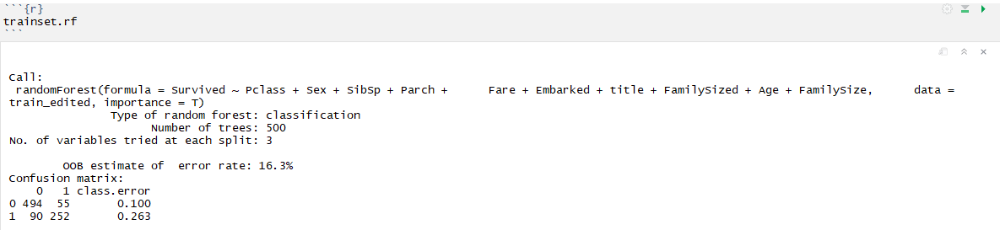 ```{r}
trainset.rf
```
Call:
 randomForest(formula = Survived ~ Pclass + Sex + SibSp + Parch +      Fare + Embarked + title + FamilySized + Age + FamilySize,      data =
train_edited, importance = T)
               Type of random forest: classification
                     Number of trees: 500
No. of variables tried at each split: 3

        OOB estimate of  error rate: 16.3%
Confusion matrix:
    0   1 class.error
0 494  55       0.100
1  90 252       0.263